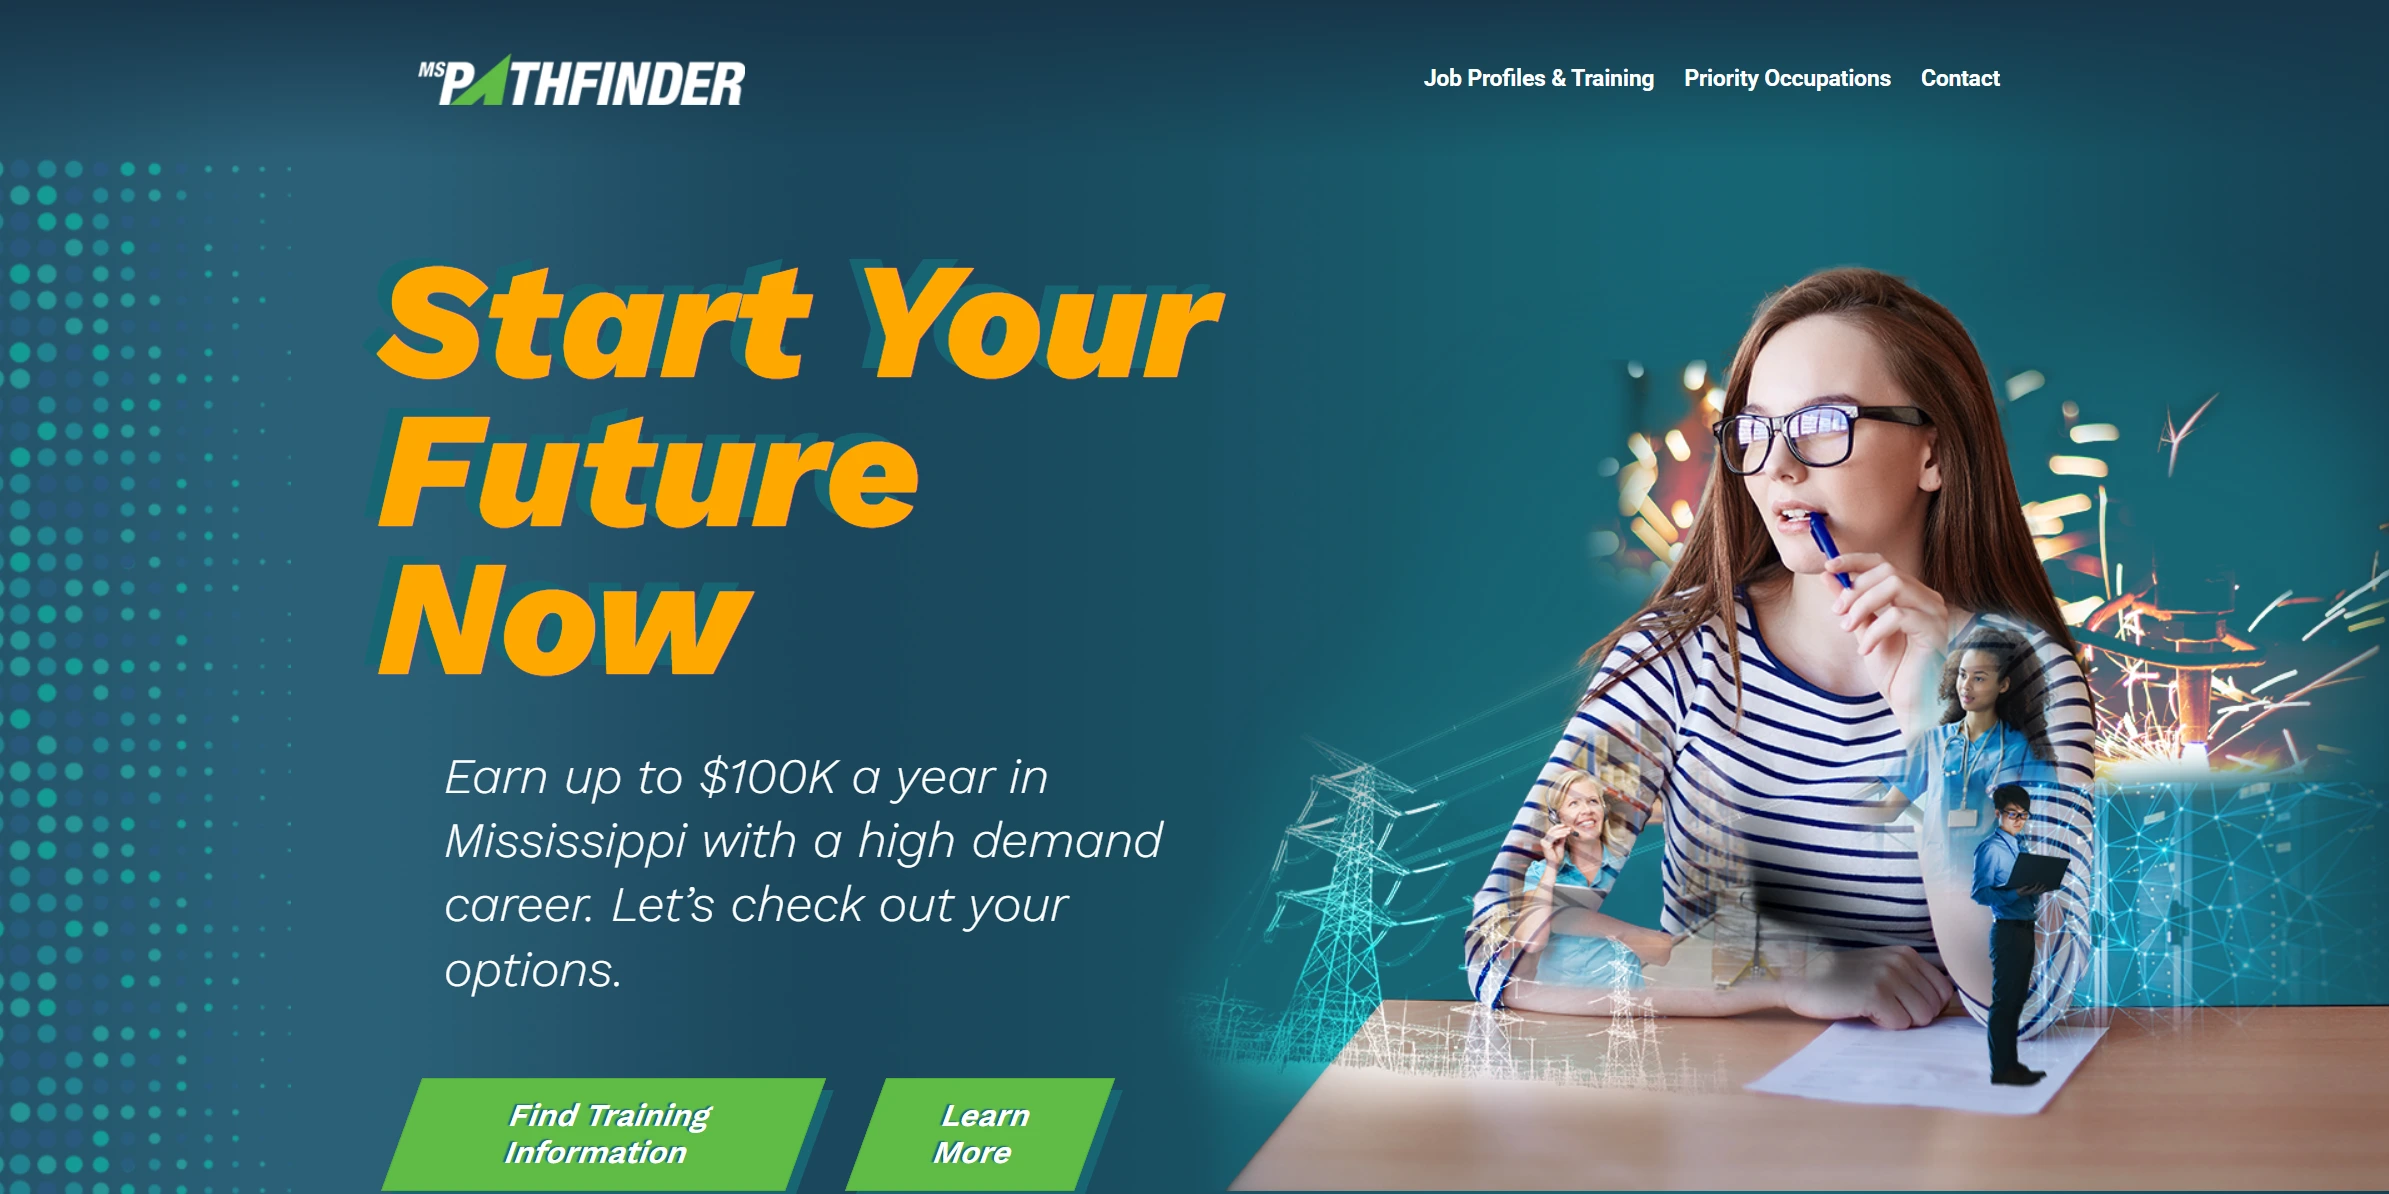 MS PATHFINDER
Job Profiles & Training
Priority Occupations
Contact
Start Your
Future
Now
Earn up to $100K a year in
Mississippi with a high demand
career. Let’s check out your
options.
Find Training
Information
Learn
More